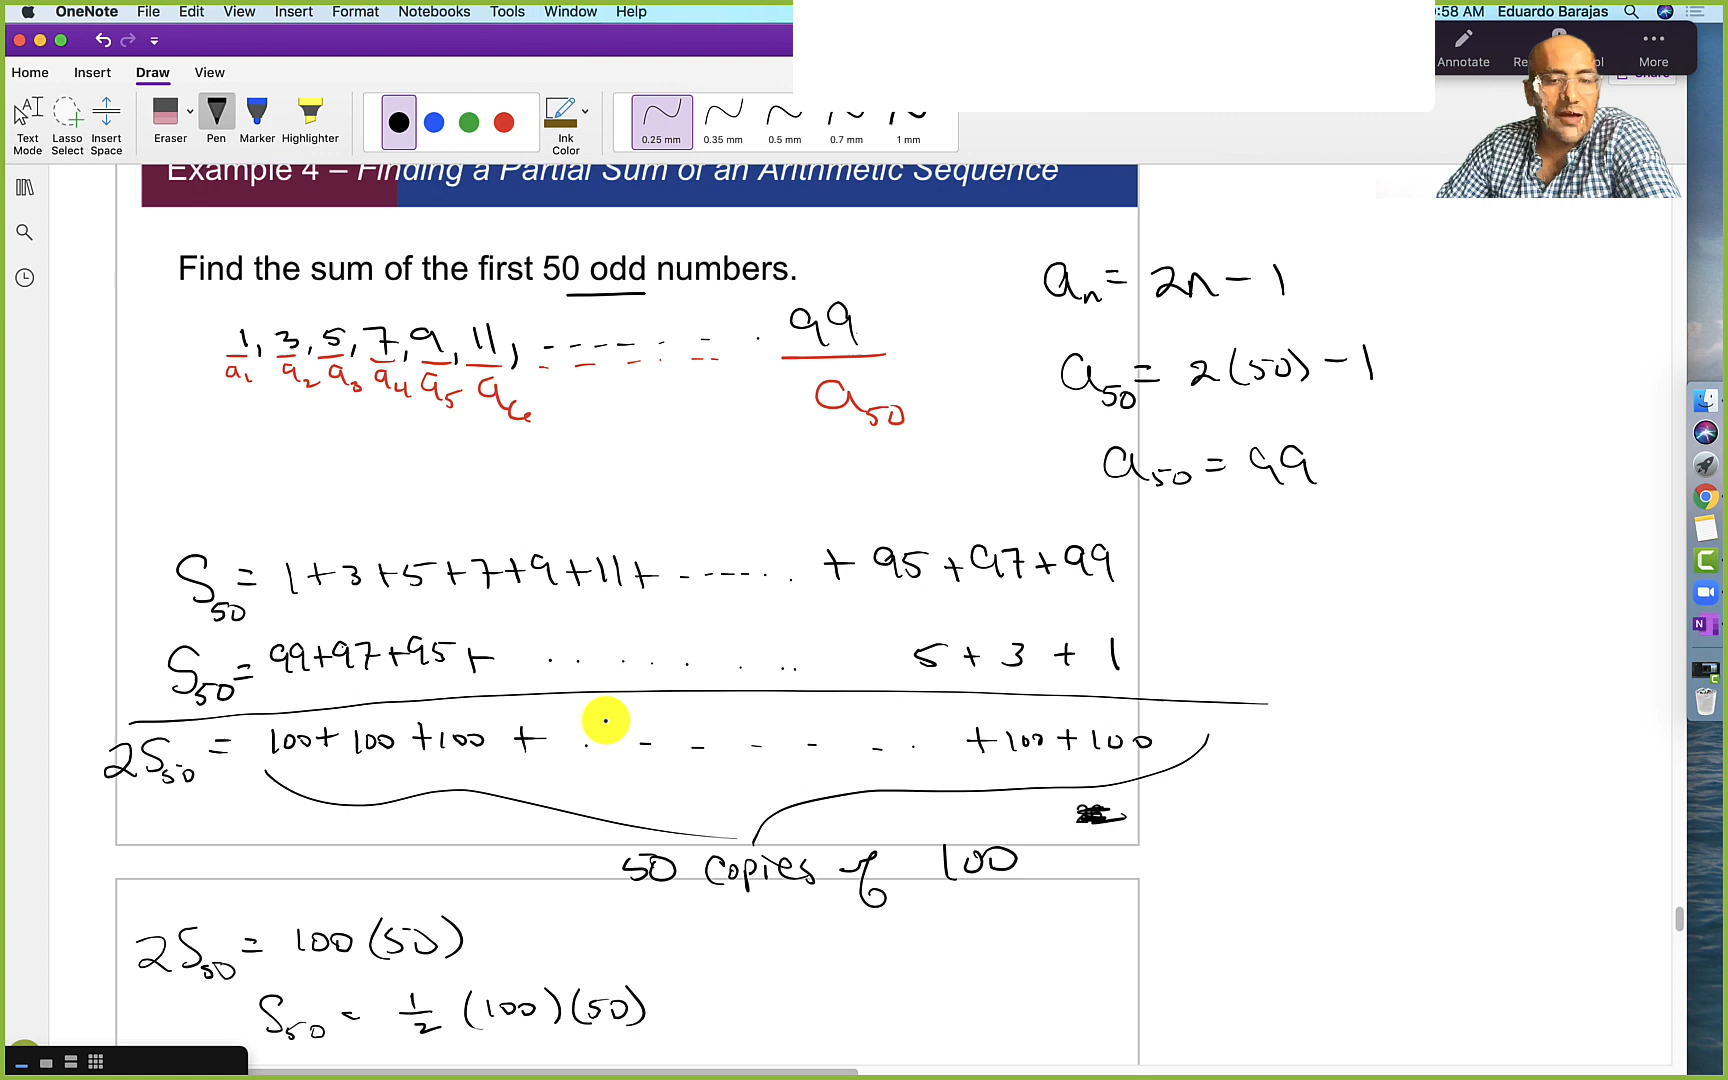 OneNote File Edit View Insert Format Notebooks Tools Window Help
:58 AM Eduardo Barajas
Home Insert Draw View
Annotate More
Share
Text Mode
Lasso Select
Insert Space
Eraser
Pen
Marker
Highlighter
Ink Color
0.25 mm 0.35 mm 0.5 mm 0.7 mm 1 mm
Example 4 – Finding a Partial Sum of an Arithmetic Sequence
Find the sum of the first 50 odd numbers.
1, 3, 5, 7, 9, 11, ------ 99
a1 a2 a3 a4 a5 a6 a50
an = 2n - 1
a50 = 2(50) - 1
a50 = 99
S50 = 1+3+5+7+9+11+ ------ + 95+97+99
S50 = 99+97+95+ ........ 5 + 3 + 1
2S50 = 100+100+100 + . - - - - - . +100+100
50 copies of 100
2S50 = 100(50)
S50 = 1/2 (100)(50)